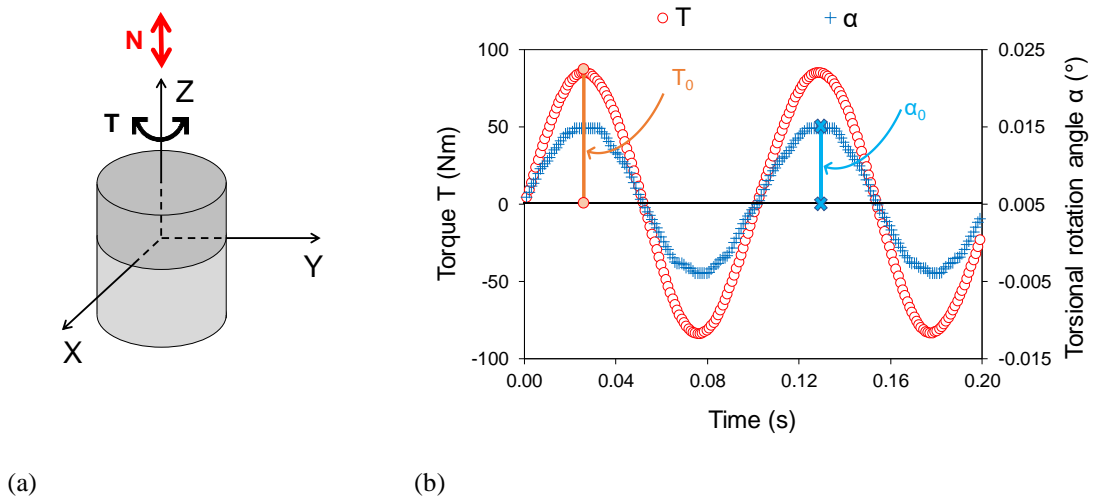 N
Z
T
Y
X
(a)
T α
Torque T (Nm)
100
50
0
-50
-100
T₀
α₀
0.025
0.015
0.005
-0.005
-0.015
Torsional rotation angle α (°)
0.00 0.04 0.08 0.12 0.16 0.20
Time (s)
(b)